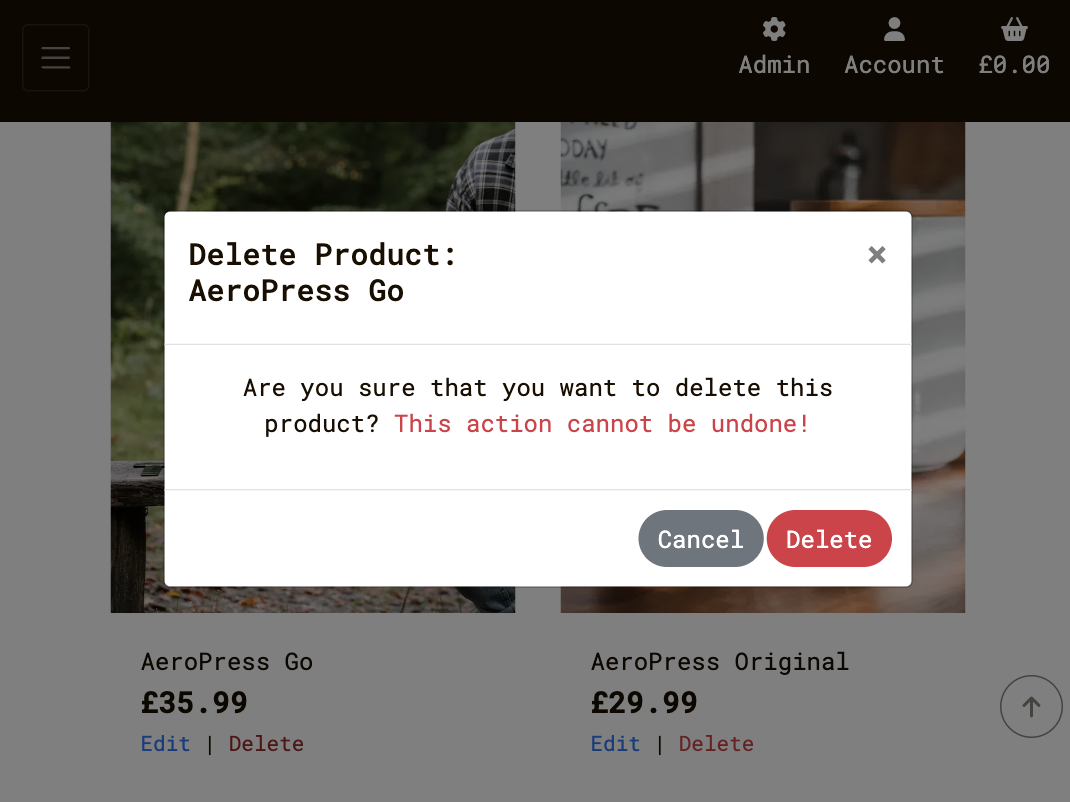 Admin Account £0.00
ODAY
Delete Product:
AeroPress Go
Are you sure that you want to delete this
product? This action cannot be undone!
Cancel Delete
AeroPress Go
£35.99
Edit | Delete
AeroPress Original
£29.99
Edit | Delete